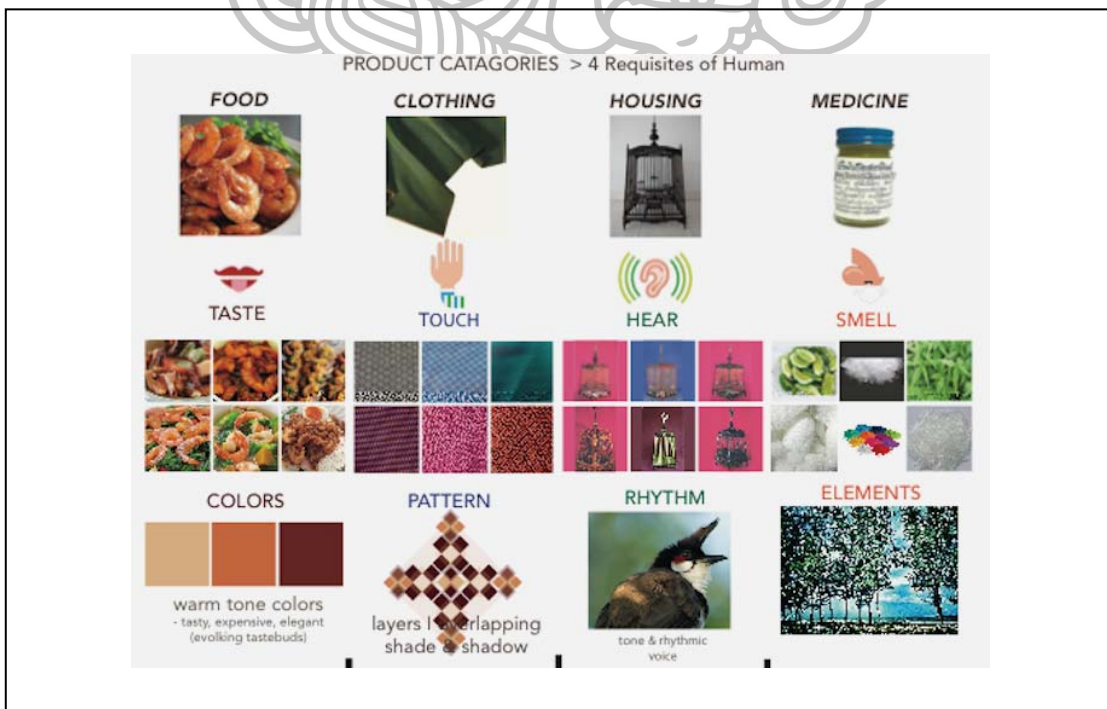 PRODUCT CATAGORIES > 4 Requisites of Human
FOOD
CLOTHING
HOUSING
MEDICINE
TASTE
TOUCH
HEAR
SMELL
COLORS
PATTERN
RHYTHM
ELEMENTS
warm tone colors
- tasty, expensive, elegant
(evolking tastebuds)
layers l overlapping
shade & shadow
tone & rhythmic
voice